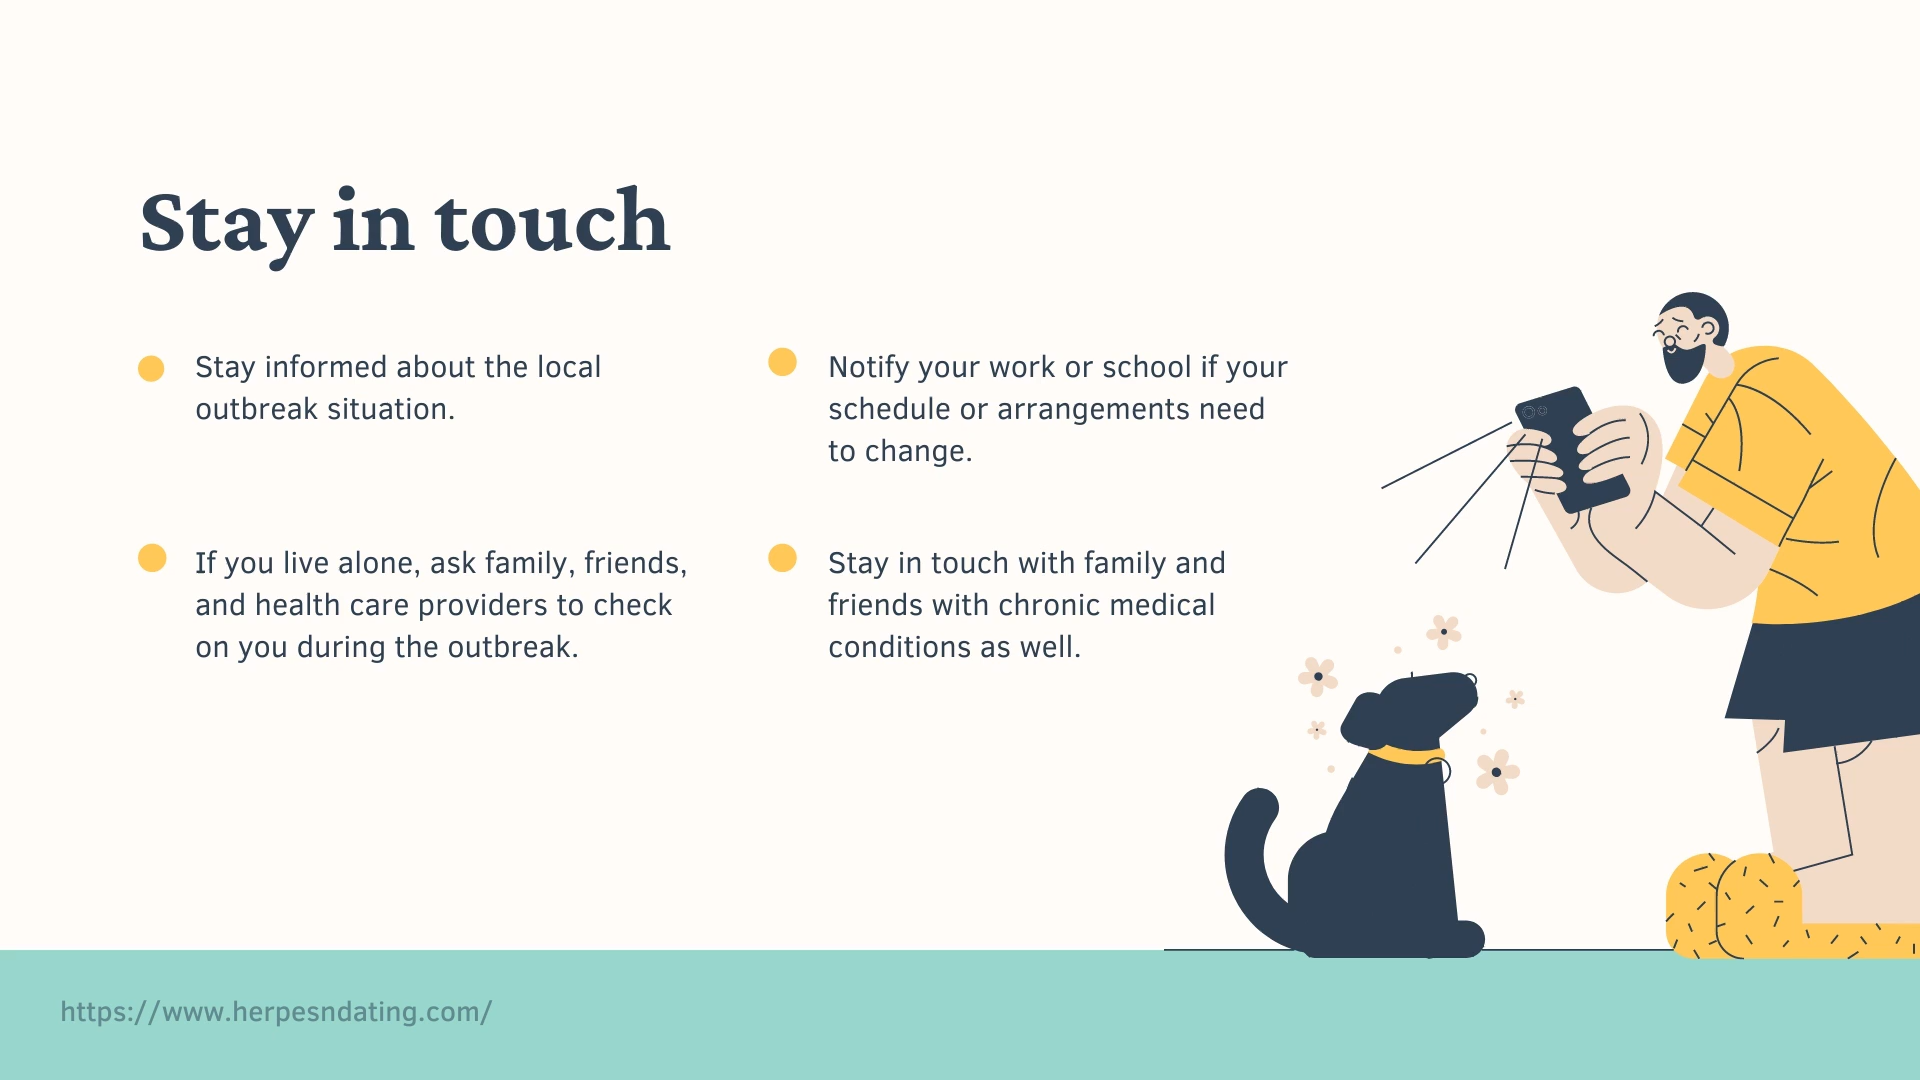 Stay in touch
Stay informed about the local
outbreak situation.
Notify your work or school if your
schedule or arrangements need
to change.
If you live alone, ask family, friends,
and health care providers to check
on you during the outbreak.
Stay in touch with family and
friends with chronic medical
conditions as well.
https://www.herpesndating.com/